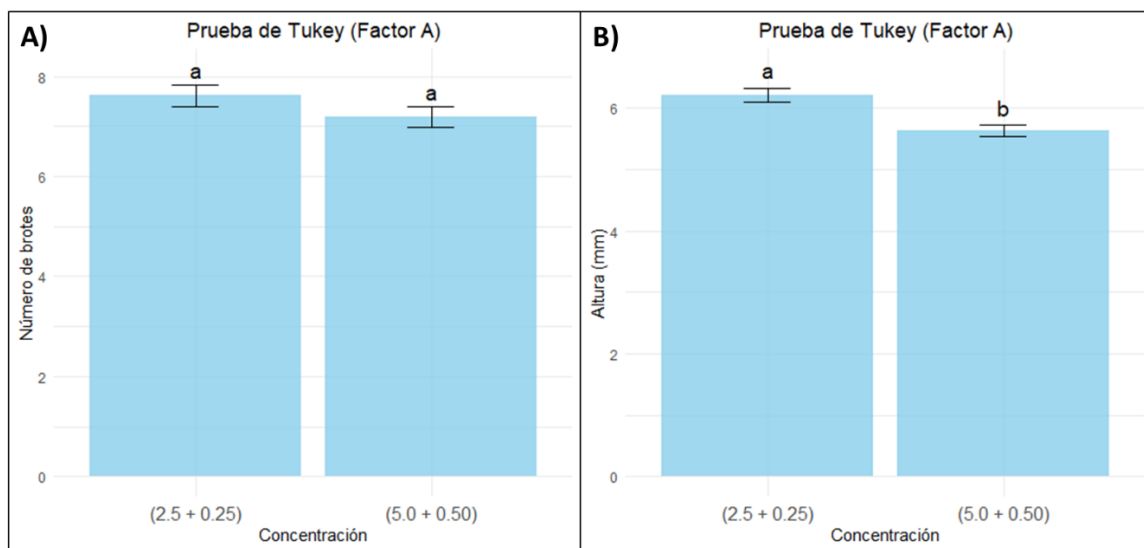 A)
Prueba de Tukey (Factor A)
a
a
8
6
4
2
0
Número de brotes
(2.5 + 0.25)
(5.0 + 0.50)
Concentración
B)
Prueba de Tukey (Factor A)
a
b
6
4
2
0
Altura (mm)
(2.5 + 0.25)
(5.0 + 0.50)
Concentración